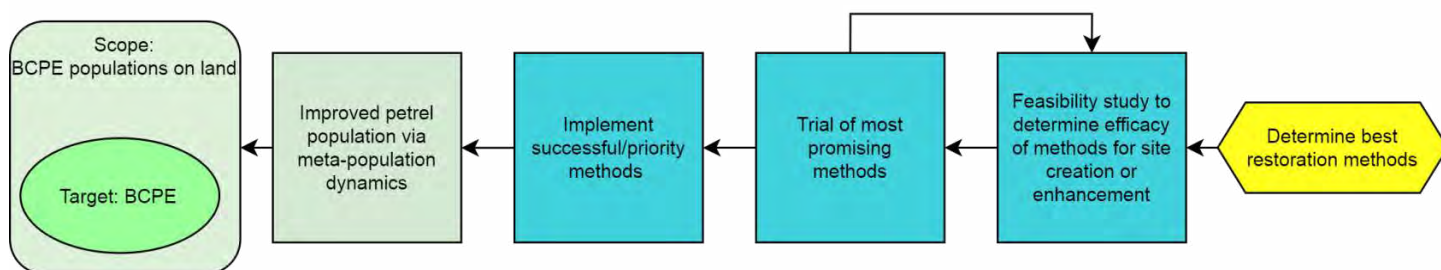 Scope:
BCPE populations on land
Target: BCPE
Improved petrel
population via
meta-population
dynamics
Implement
successful/priority
methods
Trial of most
promising methods
Feasibility study to
determine efficacy
of methods for site
creation or
enhancement
Determine best
restoration methods